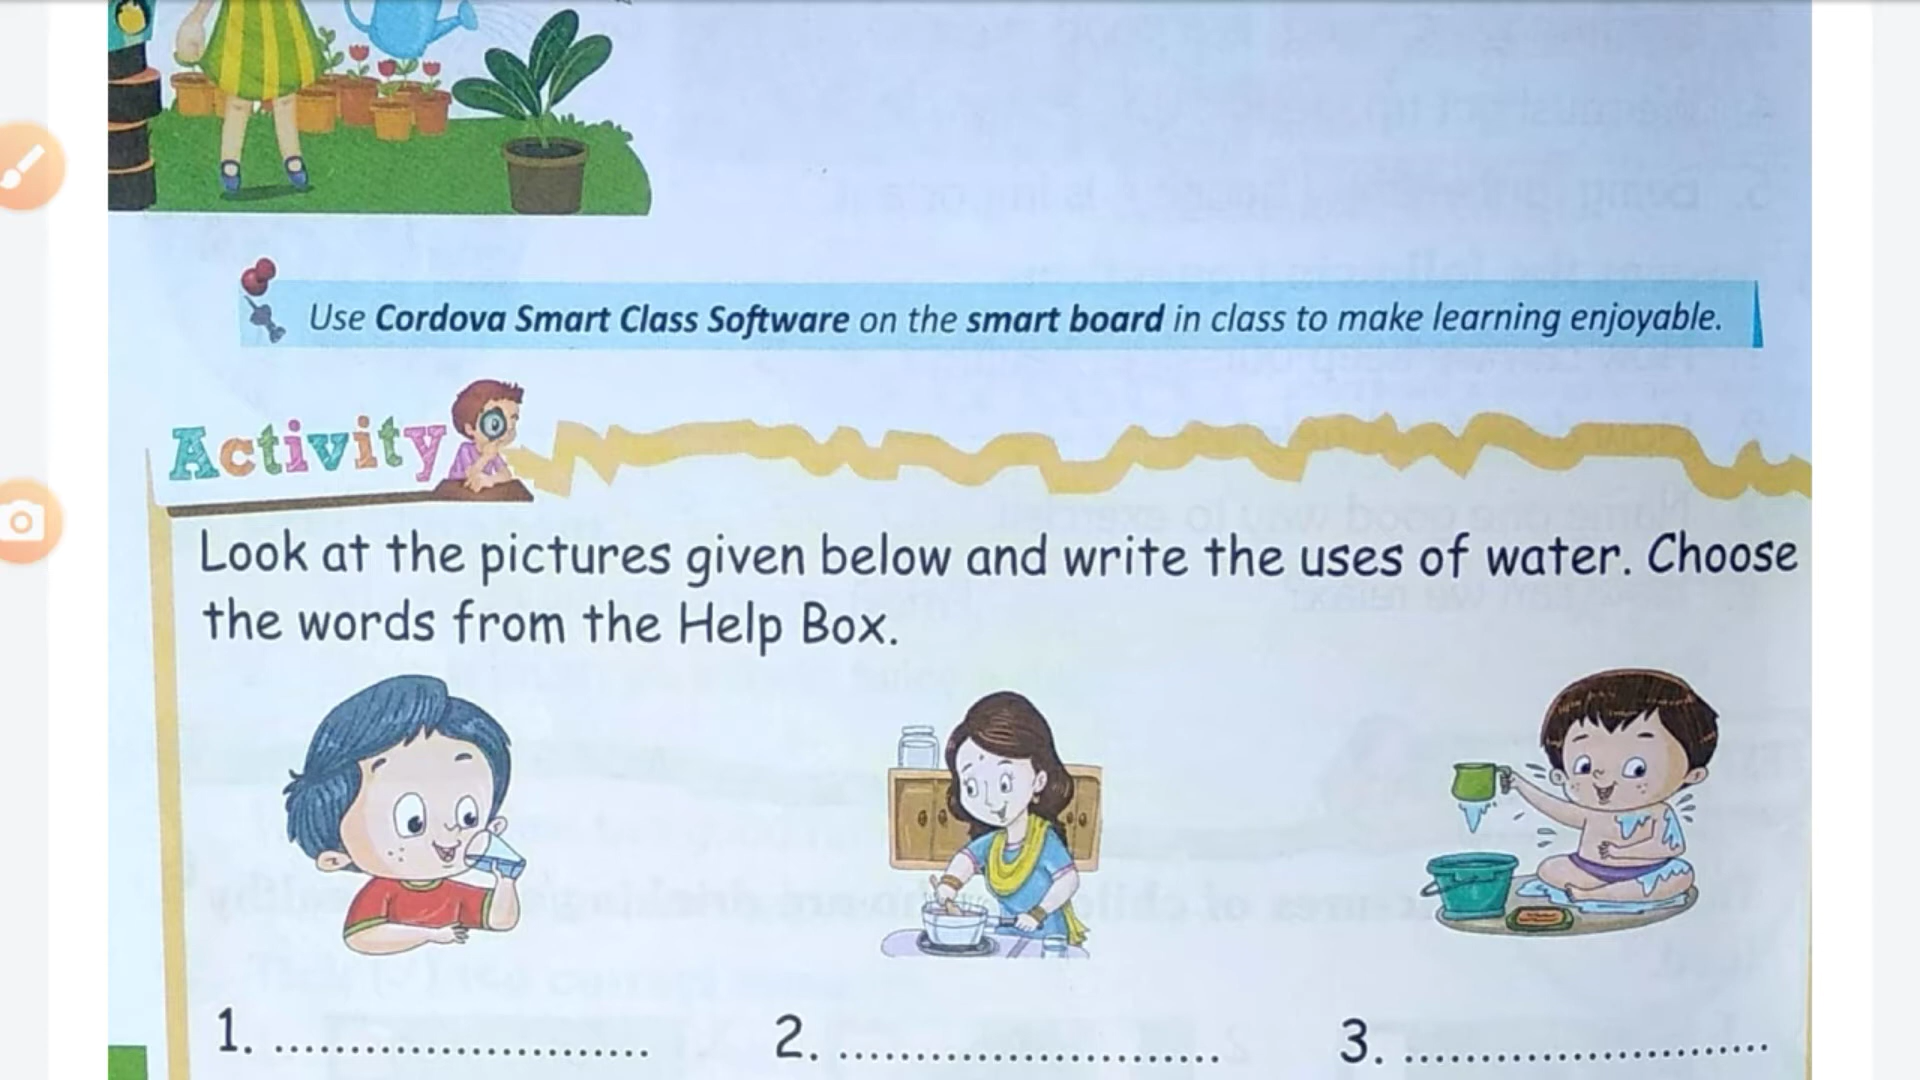 Use Cordova Smart Class Software on the smart board in class to make learning enjoyable.
Activity
Look at the pictures given below and write the uses of water. Choose
the words from the Help Box.
1. ........................ 2. ........................ 3. ........................